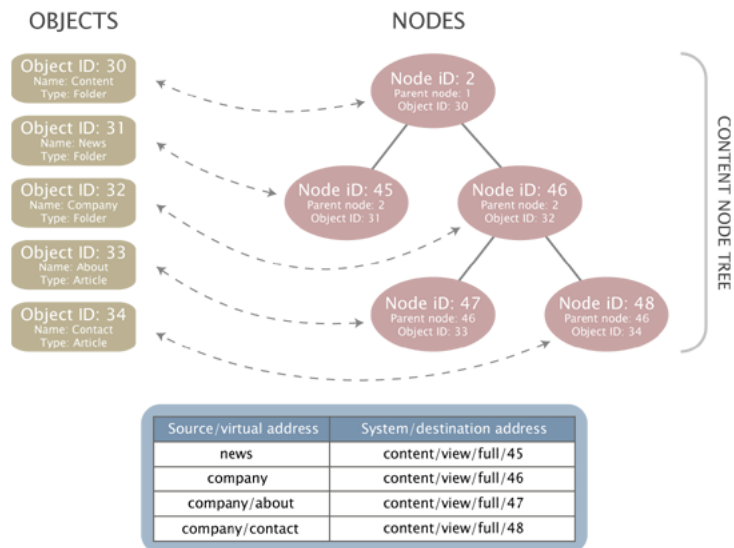 OBJECTS
NODES
Object ID: 30
Name: Content
Type: Folder
Object ID: 31
Name: News
Type: Folder
Object ID: 32
Name: Company
Type: Folder
Object ID: 33
Name: About
Type: Article
Object ID: 34
Name: Contact
Type: Article
Node iD: 2
Parent node: 1
Object ID: 30
Node iD: 45
Parent node: 2
Object ID: 31
Node iD: 46
Parent node: 2
Object ID: 32
Node iD: 47
Parent node: 46
Object ID: 33
Node iD: 48
Parent node: 46
Object ID: 34
CONTENT NODE TREE
Source/virtual address System/destination address
news content/view/full/45
company content/view/full/46
company/about content/view/full/47
company/contact content/view/full/48